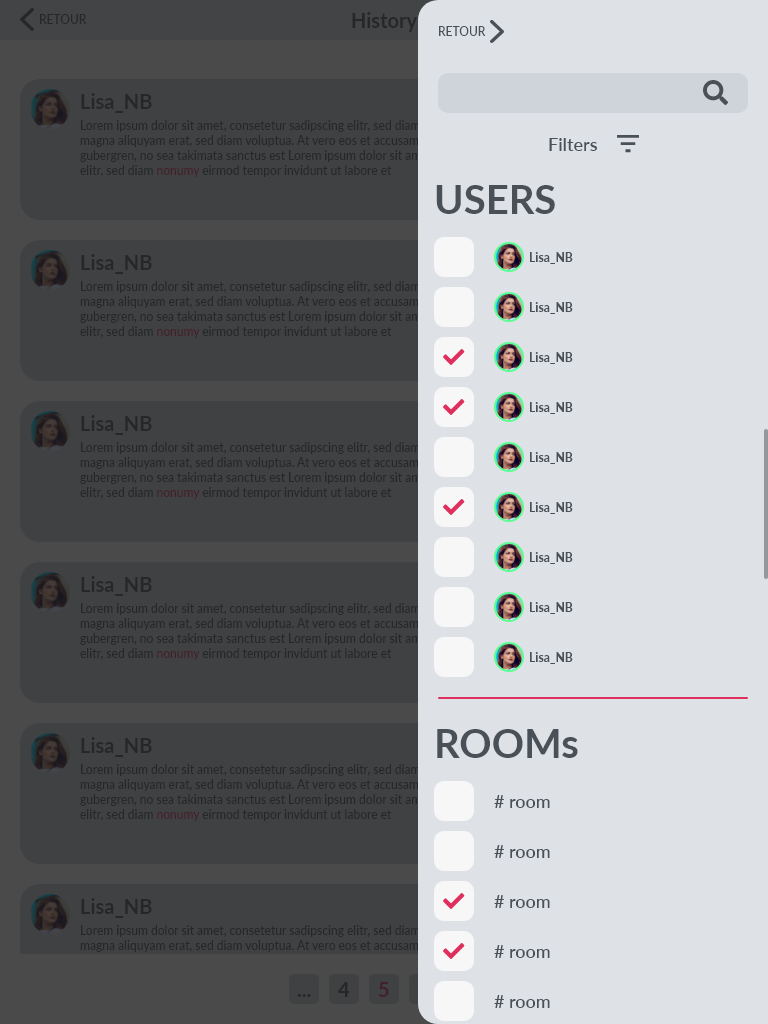 RETOUR
History
Lisa_NB
Lorem ipsum dolor sit amet, consetetur sadipscing elitr, sed diam
magna aliquyam erat, sed diam voluptua. At vero eos et accusam
gubergren, no sea takimata sanctus est Lorem ipsum dolor sit am
elitr, sed diam nonumy eirmod tempor invidunt ut labore et
Lisa_NB
Lorem ipsum dolor sit amet, consetetur sadipscing elitr, sed diam
magna aliquyam erat, sed diam voluptua. At vero eos et accusam
gubergren, no sea takimata sanctus est Lorem ipsum dolor sit am
elitr, sed diam nonumy eirmod tempor invidunt ut labore et
Lisa_NB
Lorem ipsum dolor sit amet, consetetur sadipscing elitr, sed diam
magna aliquyam erat, sed diam voluptua. At vero eos et accusam
gubergren, no sea takimata sanctus est Lorem ipsum dolor sit am
elitr, sed diam nonumy eirmod tempor invidunt ut labore et
Lisa_NB
Lorem ipsum dolor sit amet, consetetur sadipscing elitr, sed diam
magna aliquyam erat, sed diam voluptua. At vero eos et accusam
gubergren, no sea takimata sanctus est Lorem ipsum dolor sit am
elitr, sed diam nonumy eirmod tempor invidunt ut labore et
Lisa_NB
Lorem ipsum dolor sit amet, consetetur sadipscing elitr, sed diam
magna aliquyam erat, sed diam voluptua. At vero eos et accusam
gubergren, no sea takimata sanctus est Lorem ipsum dolor sit am
elitr, sed diam nonumy eirmod tempor invidunt ut labore et
Lisa_NB
Lorem ipsum dolor sit amet, consetetur sadipscing elitr, sed diam
magna aliquyam erat, sed diam voluptua. At vero eos et accusam
... 4 5
RETOUR
Filters
USERS
Lisa_NB
Lisa_NB
Lisa_NB
Lisa_NB
Lisa_NB
Lisa_NB
Lisa_NB
Lisa_NB
Lisa_NB
ROOMs
# room
# room
# room
# room
# room